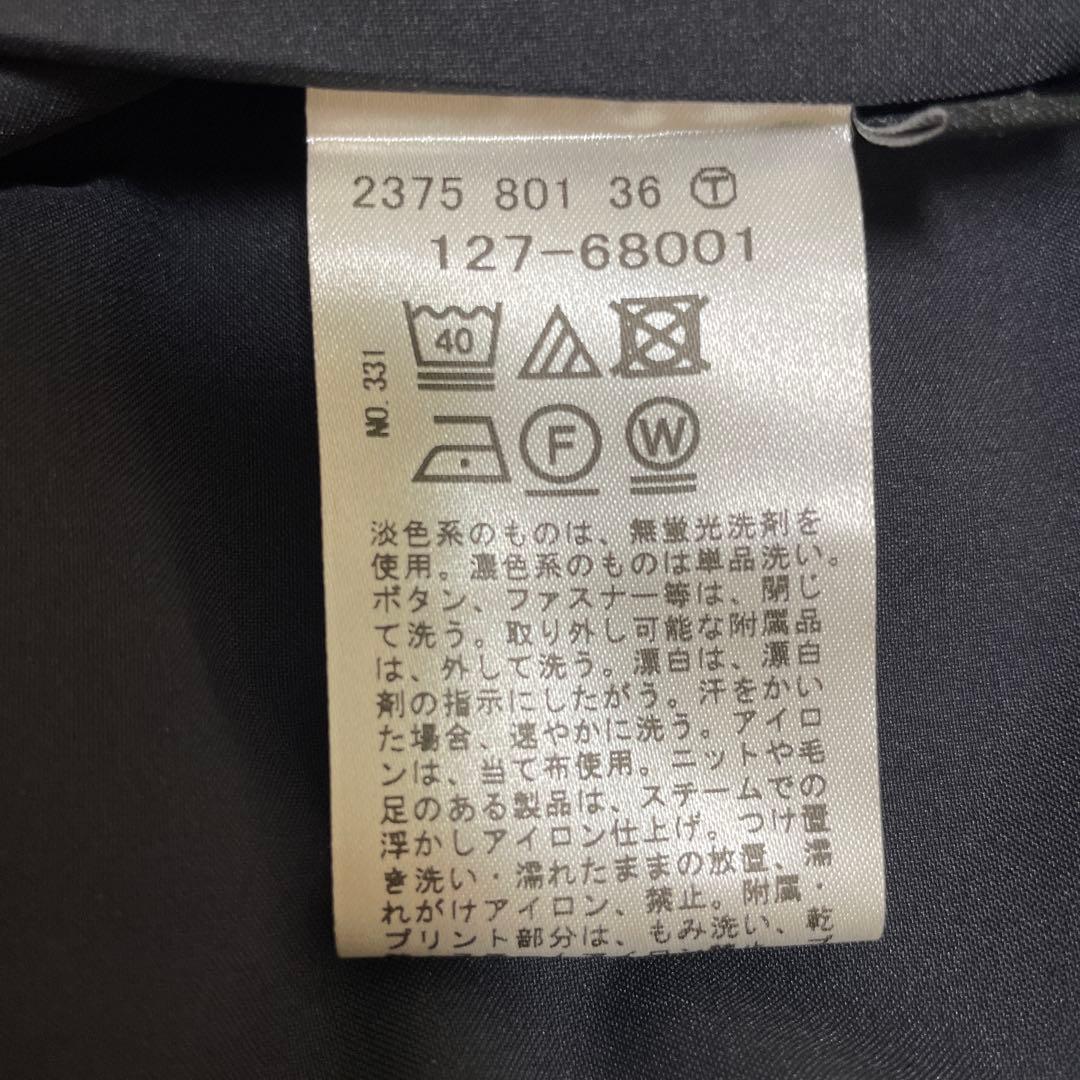 2375 801 36 Ⓣ
127-68001
NO. 331
40
F W
淡色系のものは、無蛍光洗剤を
使用。濃色系のものは単品洗い。
ボタン、ファスナー等は、閉じ
て洗う。取り外し可能な附属品
は、外して洗う。漂白は、漂白
剤の指示にしたがう。汗をかい
た場合、速やかに洗う。アイロ
ンは、当て布使用。ニットや毛
足のある製品は、スチームでの
浮かしアイロン仕上げ。つけ置
き洗い・濡れたままの放置、濡
れがけアイロン、禁止。附属・
プリント部分は、もみ洗い、乾